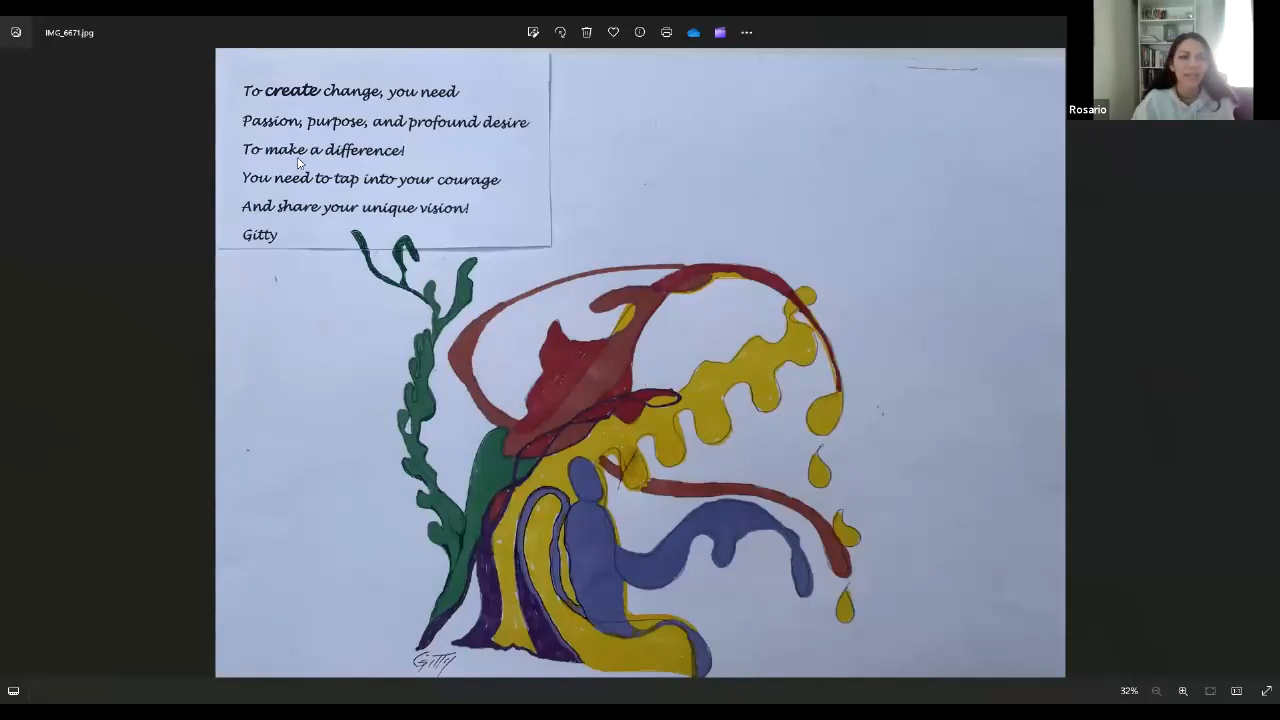 IMG_6671.jpg
Rosario
To create change, you need
Passion, purpose, and profound desire
To make a difference!
You need to tap into your courage
And share your unique vision!
Gitty
GITTY
32%